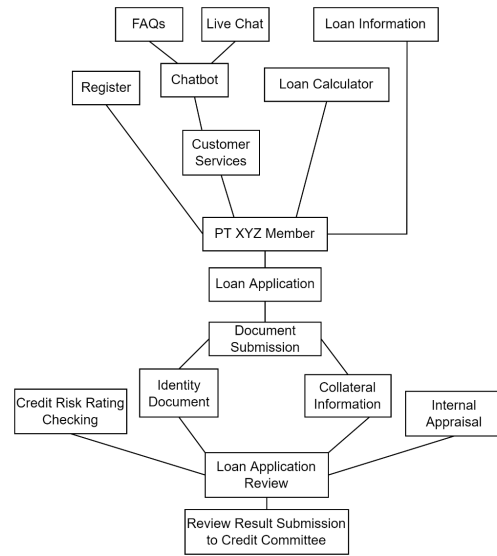 FAQs
Live Chat
Loan Information
Chatbot
Register
Loan Calculator
Customer
Services
PT XYZ Member
Loan Application
Document
Submission
Identity
Document
Collateral
Information
Credit Risk Rating
Checking
Internal
Appraisal
Loan Application
Review
Review Result Submission
to Credit Committee